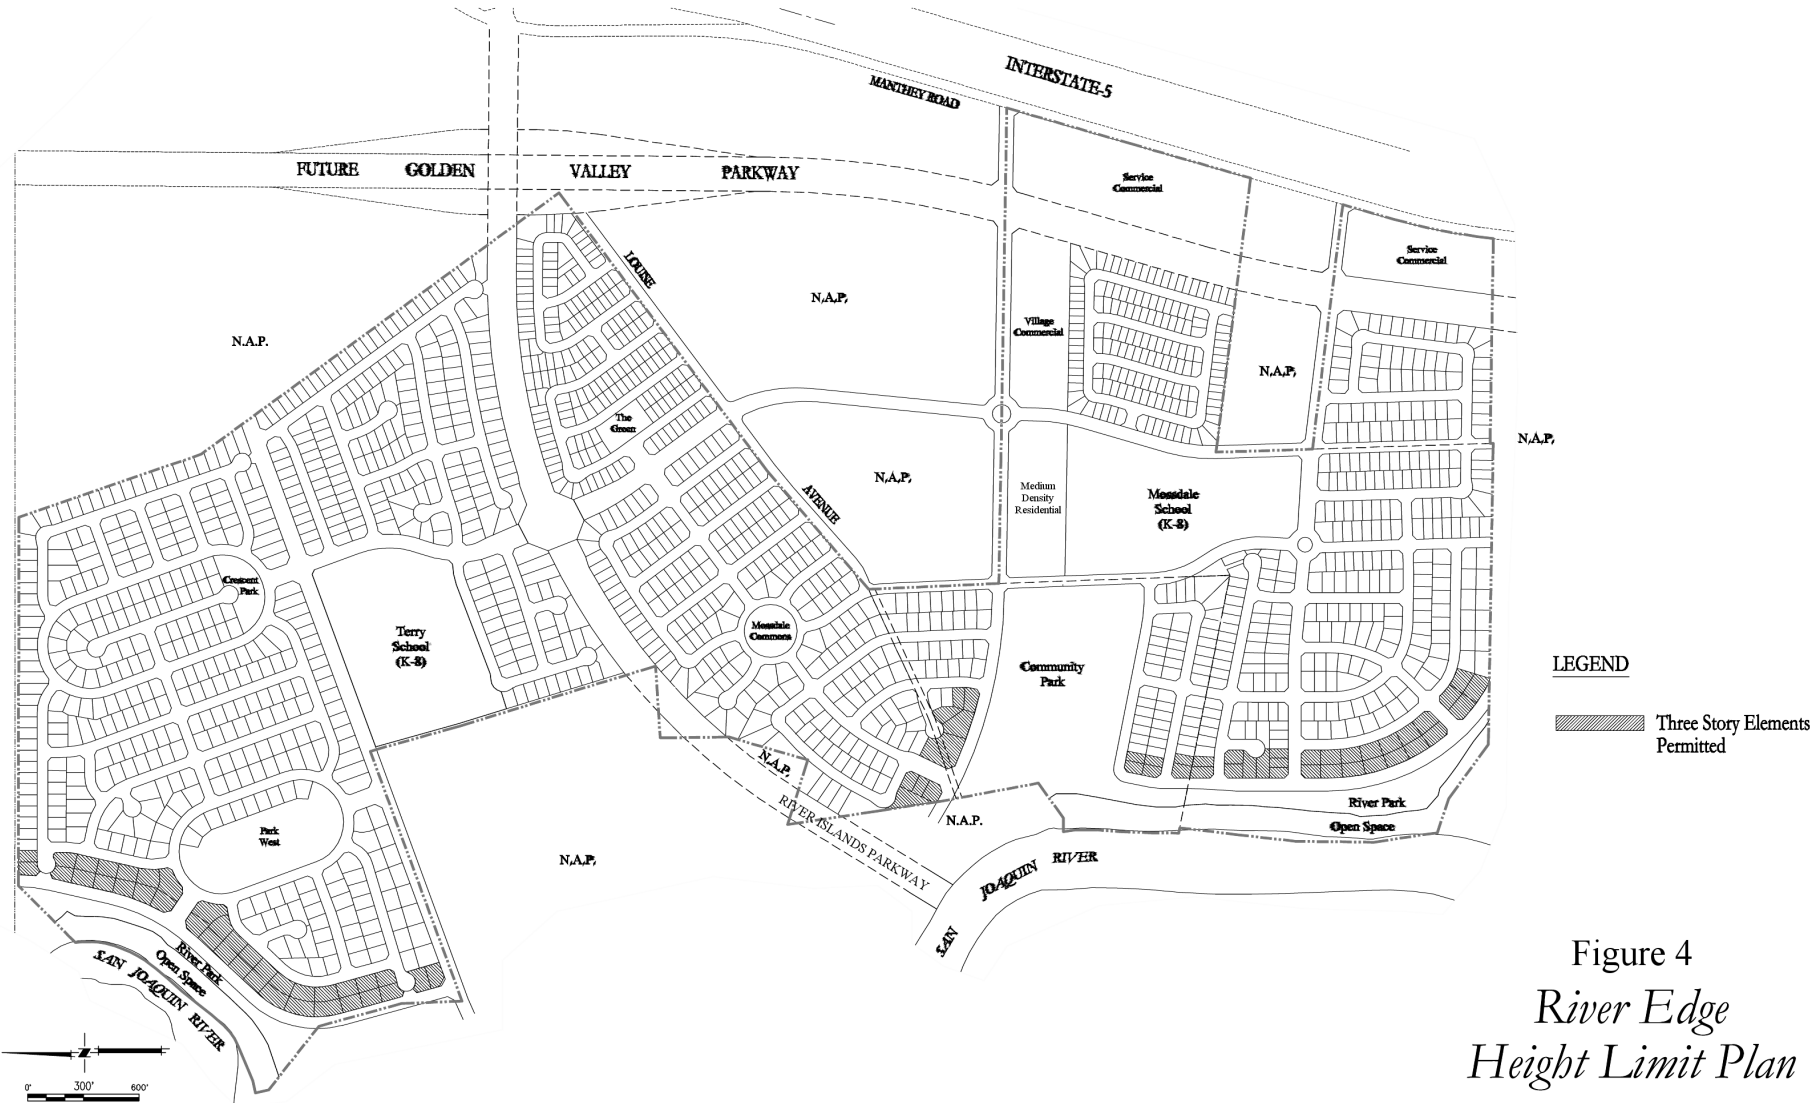 INTERSTATE-5
MANTHEY ROAD
FUTURE GOLDEN VALLEY PARKWAY
Service
Commercial
Service
Commercial
LOUISE
N.A.P.
N.A.P.
Village
Commercial
N.A.P.
The
Green
N.A.P.
N.A.P.
AVENUE
Medium
Density
Residential
Mossdale
School
(K-8)
Crescent
Park
Terry
School
(K-8)
Mossdale
Commons
Community
Park
LEGEND
Three Story Elements
Permitted
N.A.P.
RIVER ISLANDS PARKWAY
N.A.P.
River Park
Open Space
Park
West
N.A.P.
SAN JOAQUIN RIVER
River Park
Open Space
SAN JOAQUIN RIVER
Figure 4
River Edge
Height Limit Plan
Z
0' 300' 600'